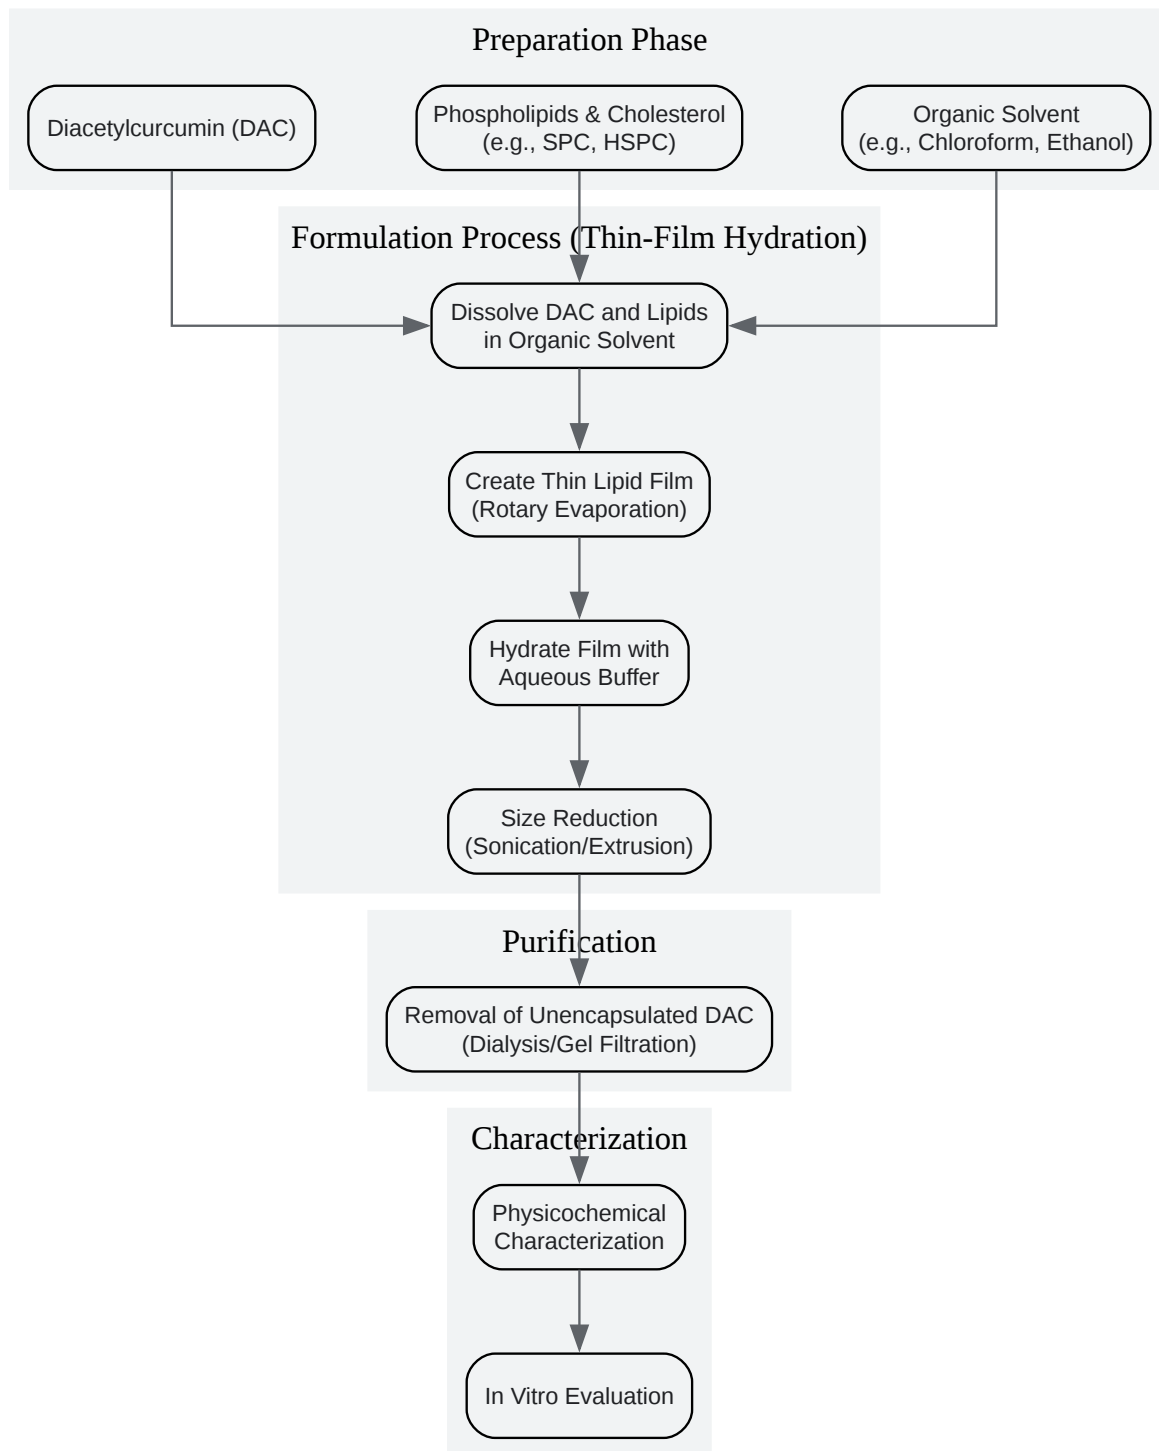 Preparation Phase
Diacetylcurcumin (DAC)
Phospholipids & Cholesterol
(e.g., SPC, HSPC)
Organic Solvent
(e.g., Chloroform, Ethanol)
Formulation Process (Thin-Film Hydration)
Dissolve DAC and Lipids
in Organic Solvent
Create Thin Lipid Film
(Rotary Evaporation)
Hydrate Film with
Aqueous Buffer
Size Reduction
(Sonication/Extrusion)
Purification
Removal of Unencapsulated DAC
(Dialysis/Gel Filtration)
Characterization
Physicochemical
Characterization
In Vitro Evaluation